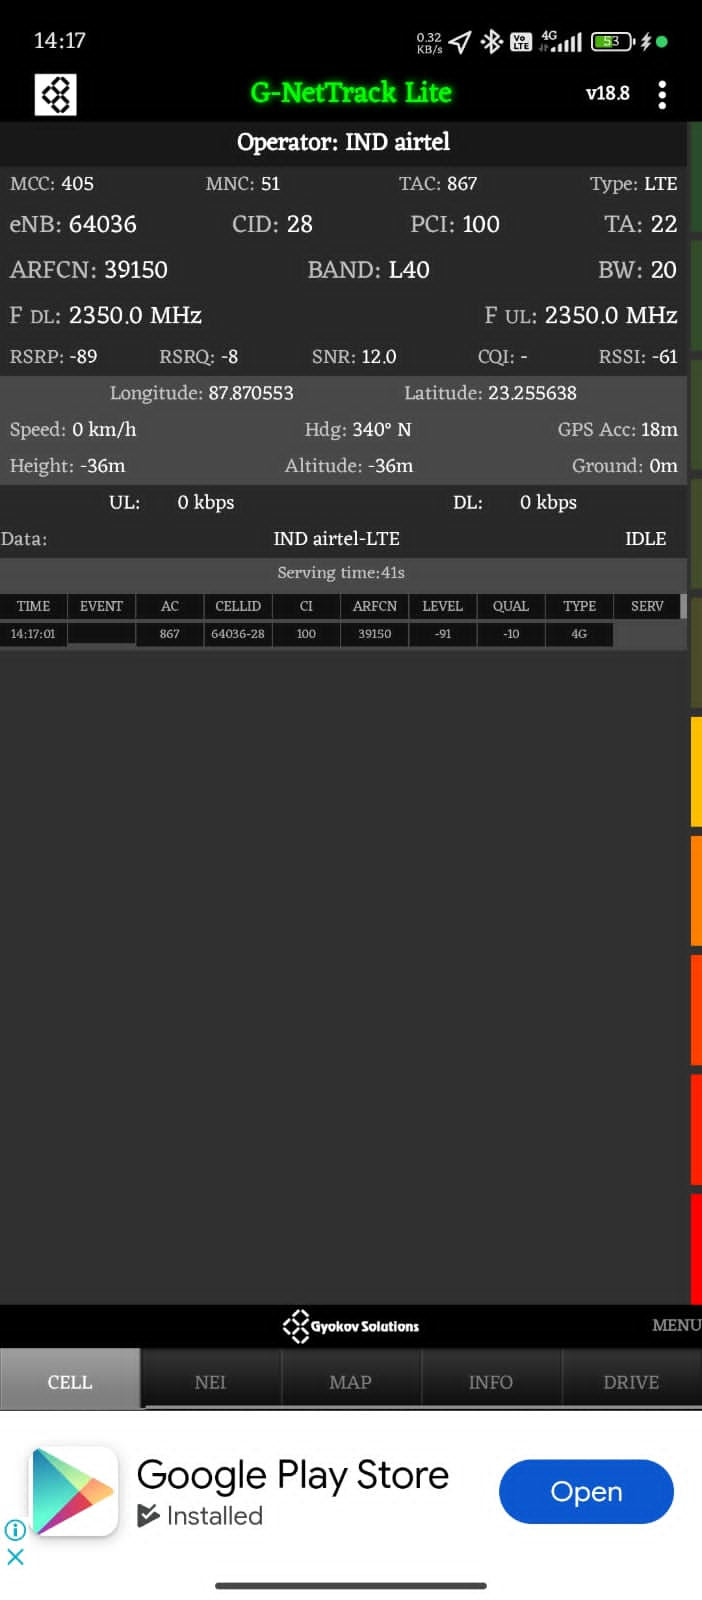 14:17 0.32 KB/s Vo LTE 4G 53
G-NetTrack Lite v18.8
Operator: IND airtel
MCC: 405 MNC: 51 TAC: 867 Type: LTE
eNB: 64036 CID: 28 PCI: 100 TA: 22
ARFCN: 39150 BAND: L40 BW: 20
F DL: 2350.0 MHz F UL: 2350.0 MHz
RSRP: -89 RSRQ: -8 SNR: 12.0 CQI: - RSSI: -61
Longitude: 87.870553 Latitude: 23.255638
Speed: 0 km/h Hdg: 340° N GPS Acc: 18m
Height: -36m Altitude: -36m Ground: 0m
UL: 0 kbps DL: 0 kbps
Data: IND airtel-LTE IDLE
Serving time:41s
TIME EVENT AC CELLID CI ARFCN LEVEL QUAL TYPE SERV
14:17:01 867 64036-28 100 39150 -91 -10 4G
Gyokov Solutions MENU
CELL NEI MAP INFO DRIVE
Google Play Store
Installed
Open